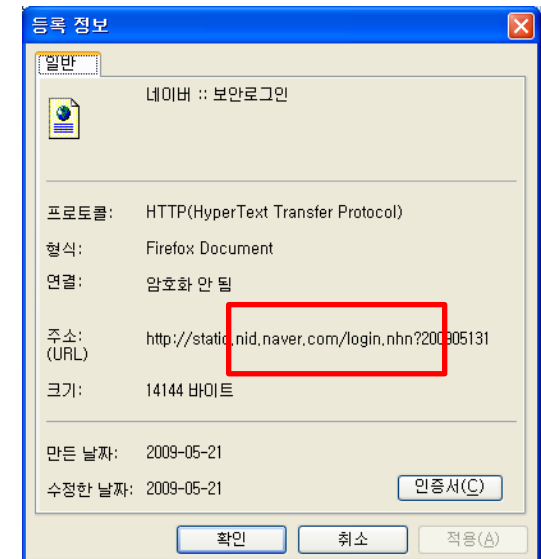 등록 정보
일반
네이버 :: 보안로그인
프로토콜: HTTP(HyperText Transfer Protocol)
형식: Firefox Document
연결: 암호화 안 됨
주소: http://static.nid.naver.com/login.nhn?200905131
(URL)
크기: 14144 바이트
만든 날짜: 2009-05-21
수정한 날짜: 2009-05-21 인증서(C)
확인 취소 적용(A)